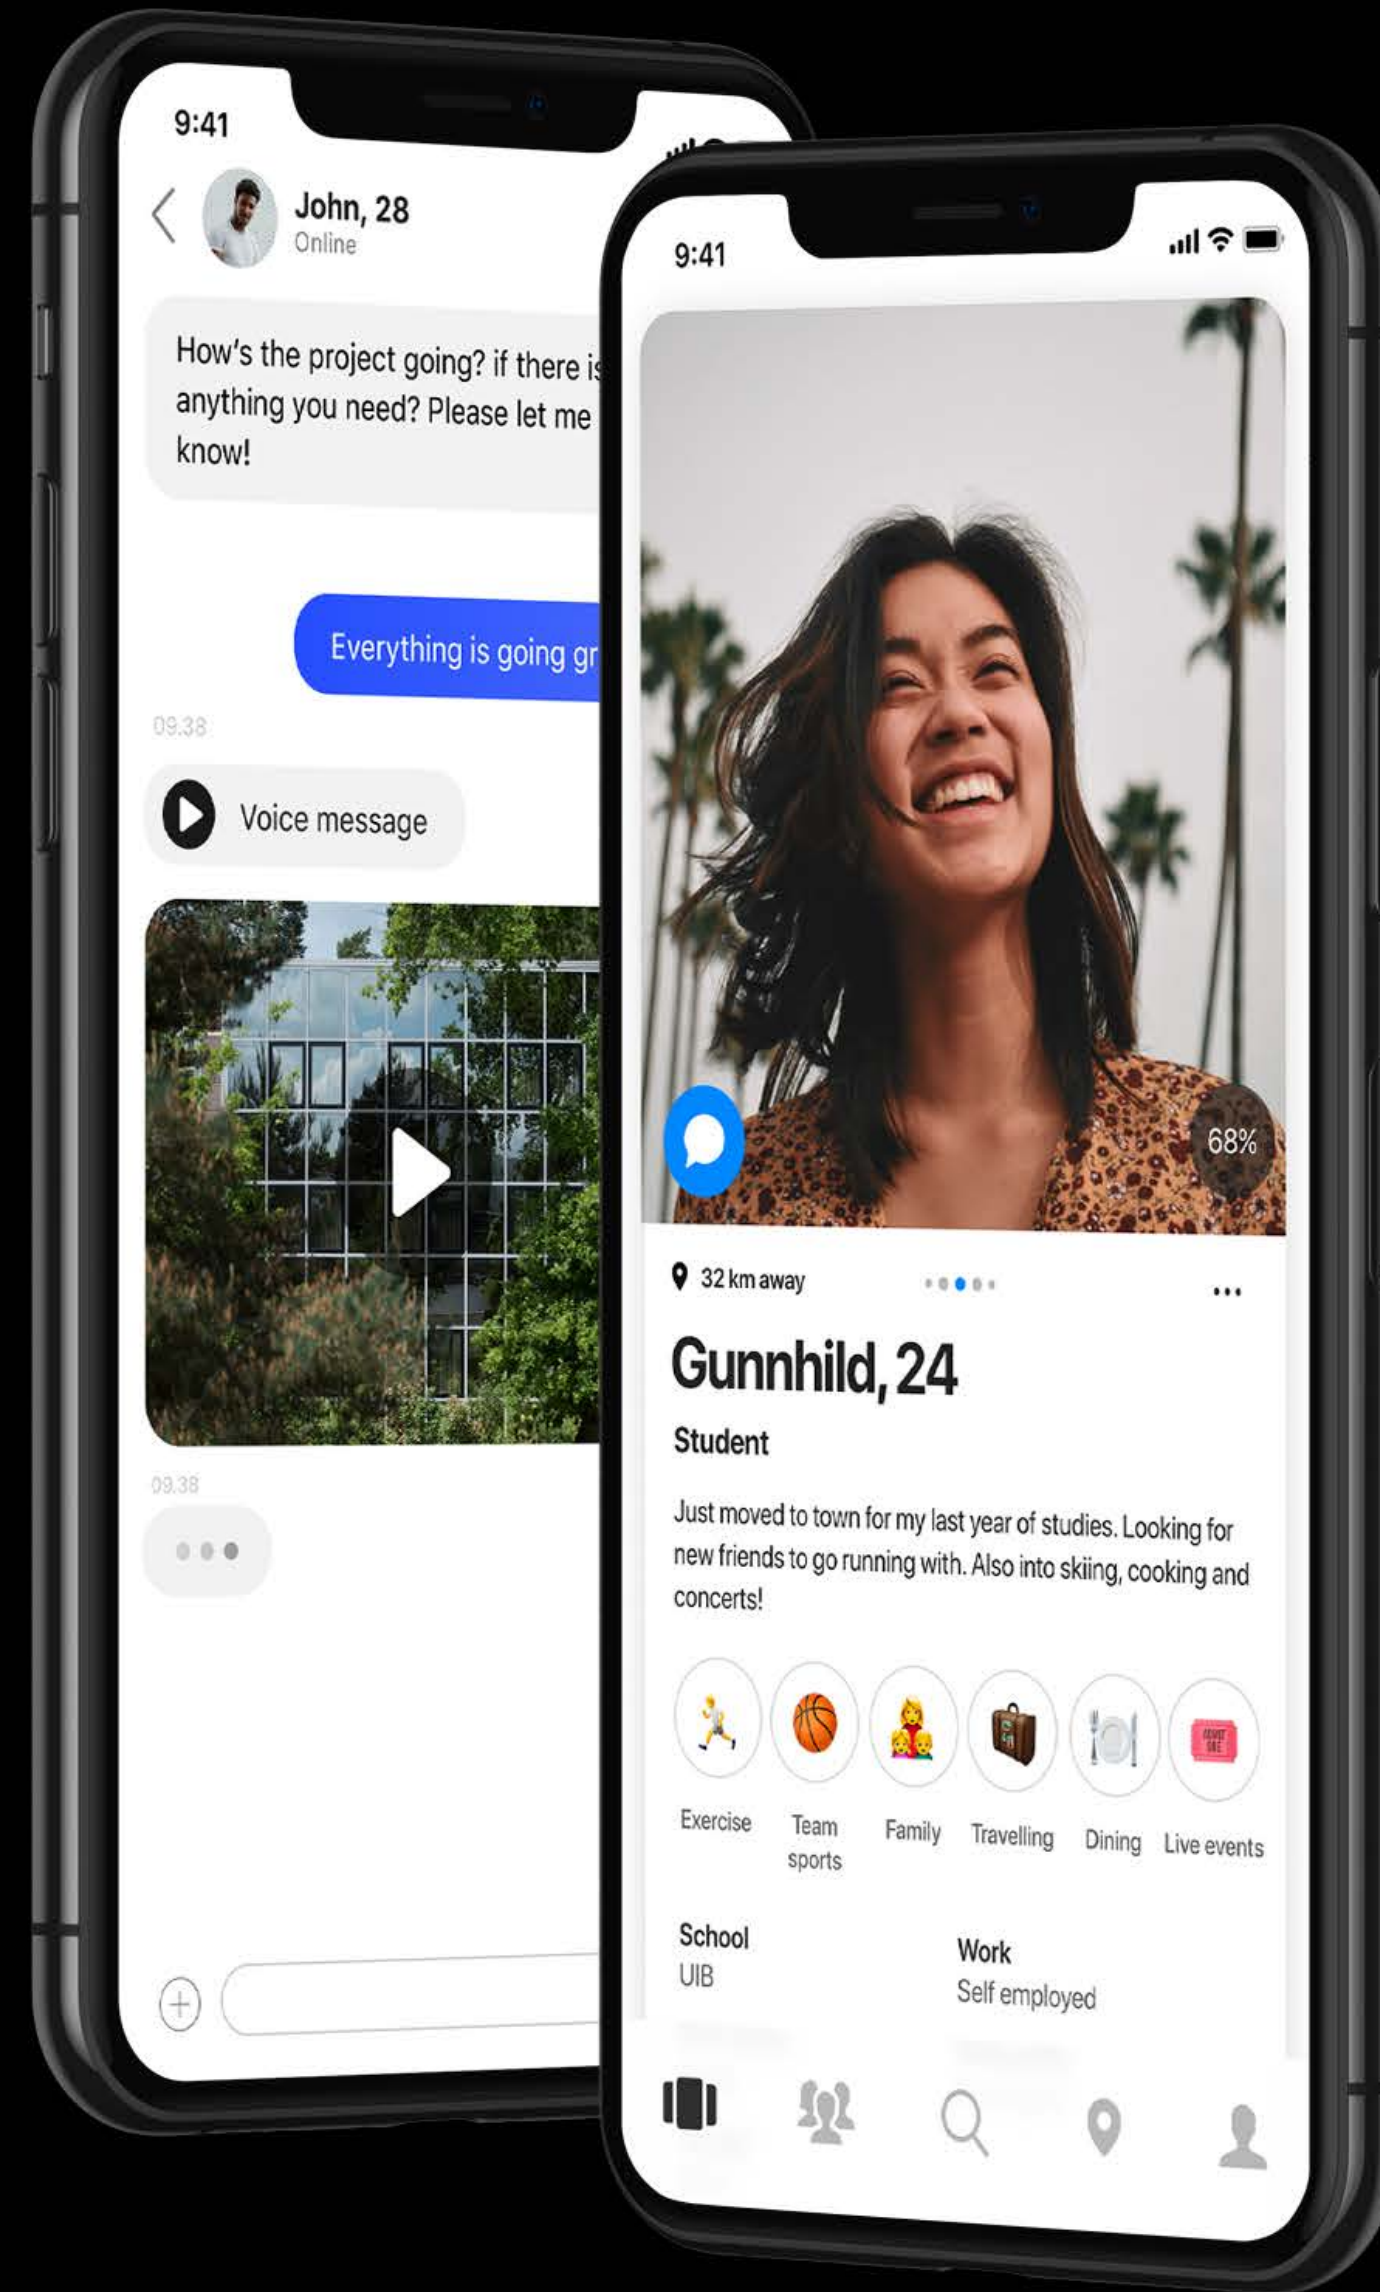 9:41
John, 28
Online
How's the project going? if there is
anything you need? Please let me
know!
Everything is going
09.38
Voice message
09.38
9:41
68%
32 km away
Gunnhild, 24
Student
Just moved to town for my last year of studies. Looking for
new friends to go running with. Also into skiing, cooking and
concerts!
Exercise
Team
sports
Family
Travelling
Dining
Live events
School
UIB
Work
Self employed